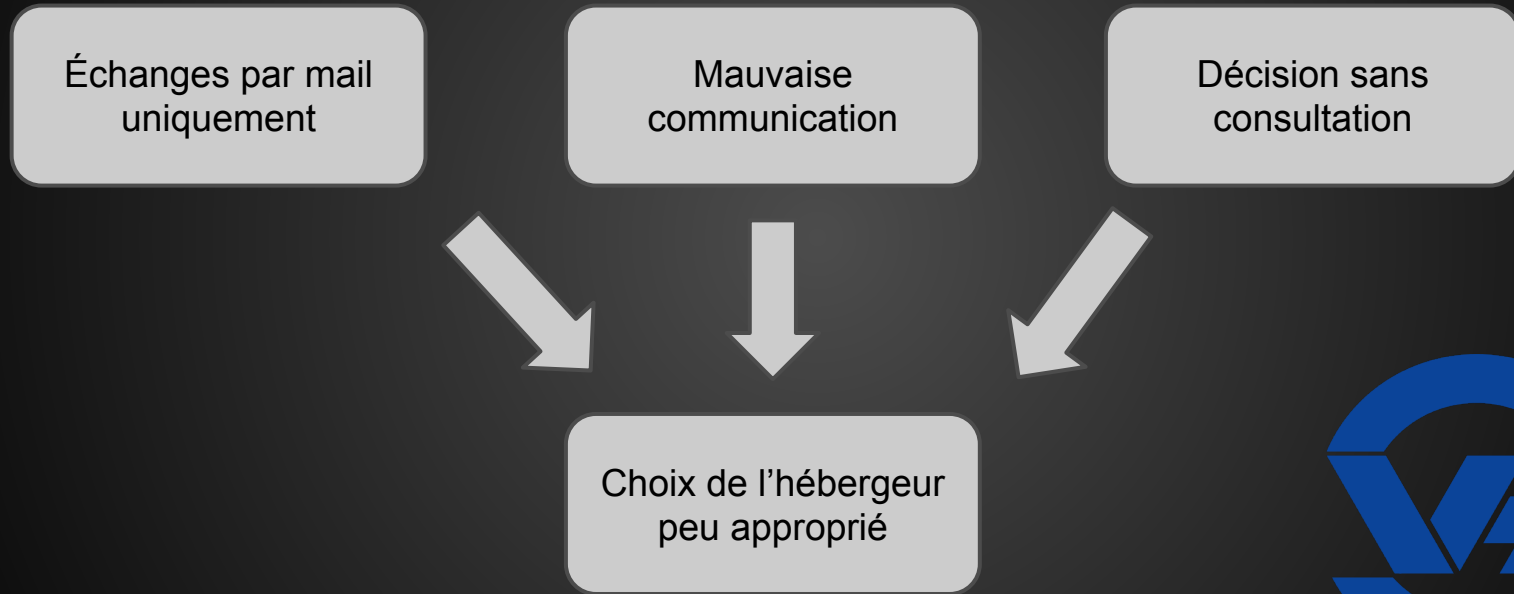 Échanges par mail
uniquement
Mauvaise
communication
Décision sans
consultation
Choix de l’hébergeur
peu approprié